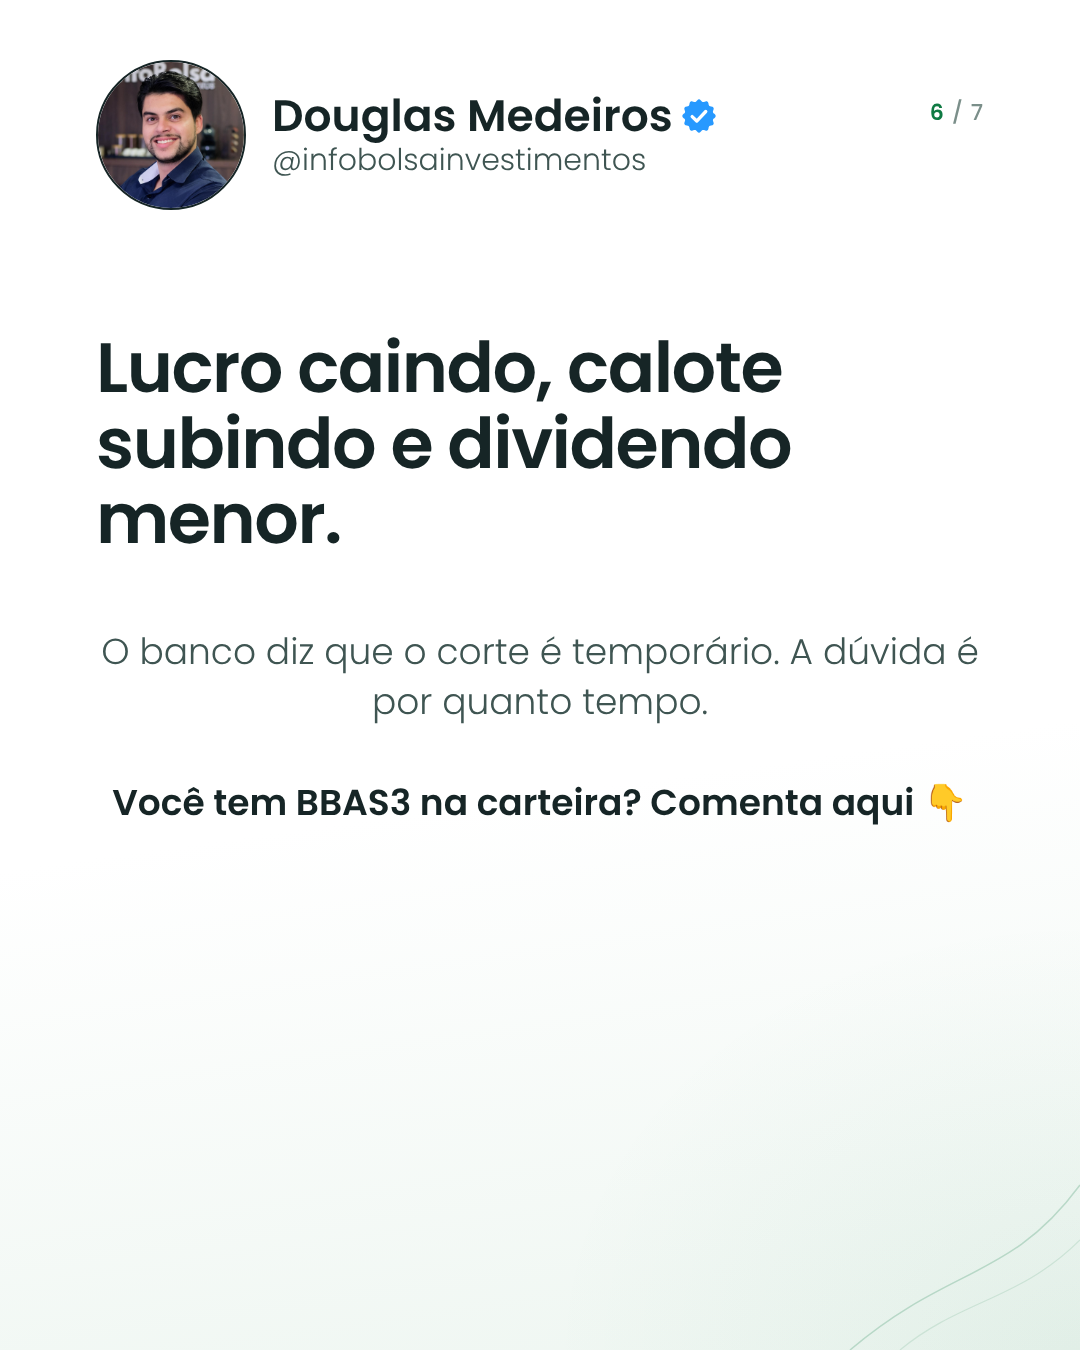 Douglas Medeiros
@infobolsainvestimentos
6 / 7
Lucro caindo, calote
subindo e dividendo
menor.
O banco diz que o corte é temporário. A dúvida é
por quanto tempo.
Você tem BBAS3 na carteira? Comenta aqui 👇